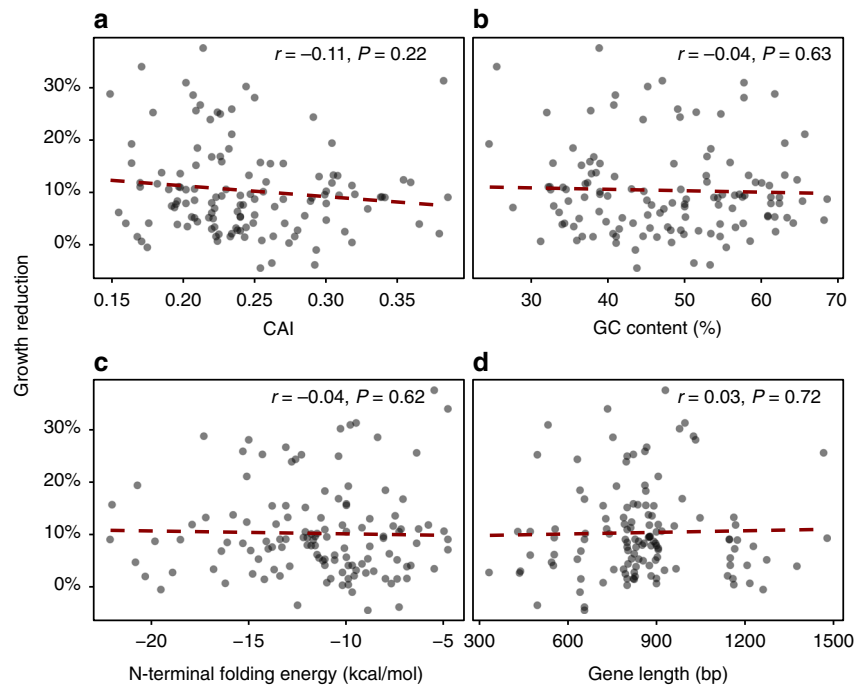 a
r = –0.11, P = 0.22
30%
20%
10%
0%
0.15 0.20 0.25 0.30 0.35
CAI
b
r = –0.04, P = 0.63
30 40 50 60 70
GC content (%)
Growth reduction
c
r = –0.04, P = 0.62
30%
20%
10%
0%
–20 –15 –10 –5
N-terminal folding energy (kcal/mol)
d
r = 0.03, P = 0.72
300 600 900 1200 1500
Gene length (bp)